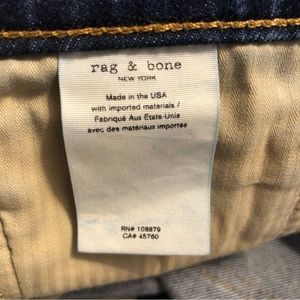 rag & bone
NEW YORK
Made in the USA
with imported materials /
Fabriqué Aux États-Unie
avec des matériaux importés
RN# 108879
CA# 45760